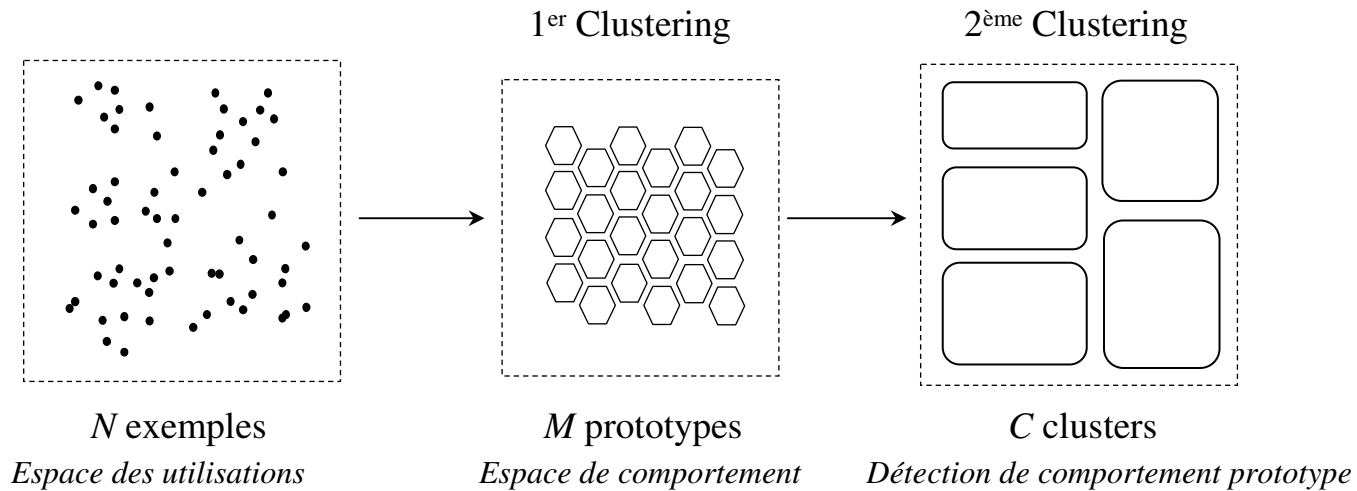 1er Clustering
2ème Clustering
N exemples
M prototypes
C clusters
Espace des utilisations
Espace de comportement
Détection de comportement prototype